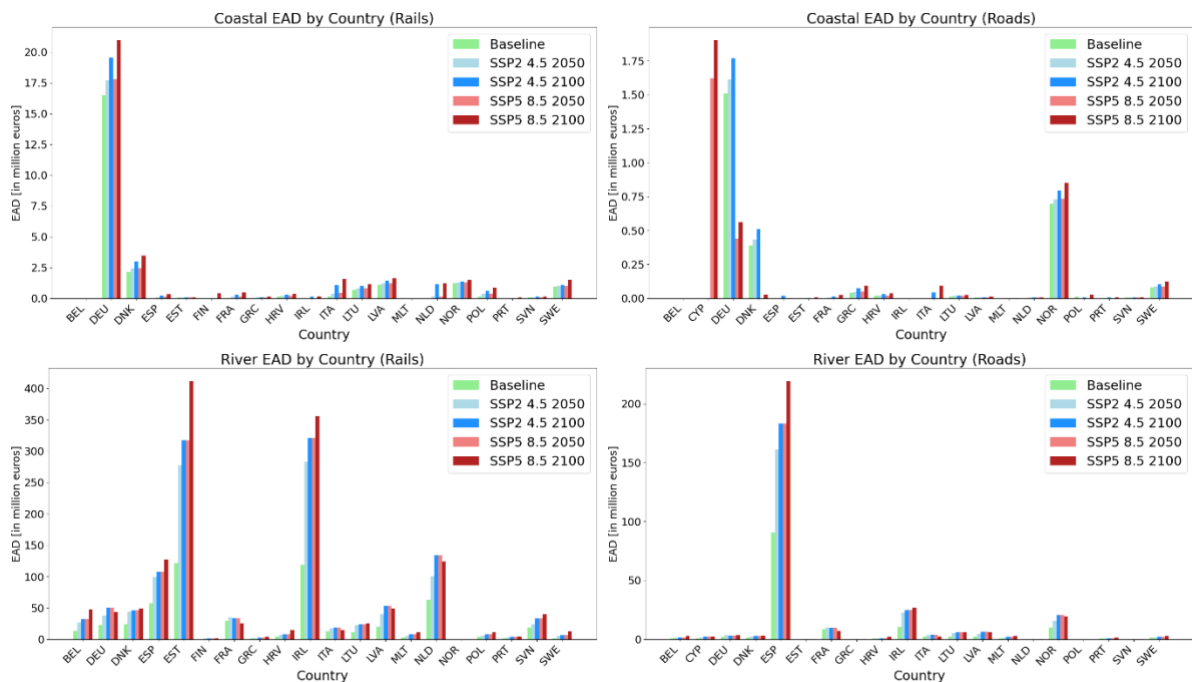 Coastal EAD by Country (Rails)
EAD [in million euros]
20.0
17.5
15.0
12.5
10.0
7.5
5.0
2.5
0.0
Baseline
SSP2 4.5 2050
SSP2 4.5 2100
SSP5 8.5 2050
SSP5 8.5 2100
BEL DEU DNK ESP EST FIN FRA GRC HRV IRL ITA LTU LVA MLT NLD NOR POL PRT SVN SWE
Country
Coastal EAD by Country (Roads)
EAD [in million euros]
1.75
1.50
1.25
1.00
0.75
0.50
0.25
0.00
Baseline
SSP2 4.5 2050
SSP2 4.5 2100
SSP5 8.5 2050
SSP5 8.5 2100
BEL CYP DEU DNK ESP EST FRA GRC HRV IRL ITA LTU LVA MLT NLD NOR POL PRT SVN SWE
Country
River EAD by Country (Rails)
EAD [in million euros]
400
350
300
250
200
150
100
50
0
Baseline
SSP2 4.5 2050
SSP2 4.5 2100
SSP5 8.5 2050
SSP5 8.5 2100
BEL DEU DNK ESP EST FIN FRA GRC HRV IRL ITA LTU LVA MLT NLD NOR POL PRT SVN SWE
Country
River EAD by Country (Roads)
EAD [in million euros]
200
150
100
50
0
Baseline
SSP2 4.5 2050
SSP2 4.5 2100
SSP5 8.5 2050
SSP5 8.5 2100
BEL CYP DEU DNK ESP EST FRA GRC HRV IRL ITA LTU LVA MLT NLD NOR POL PRT SVN SWE
Country